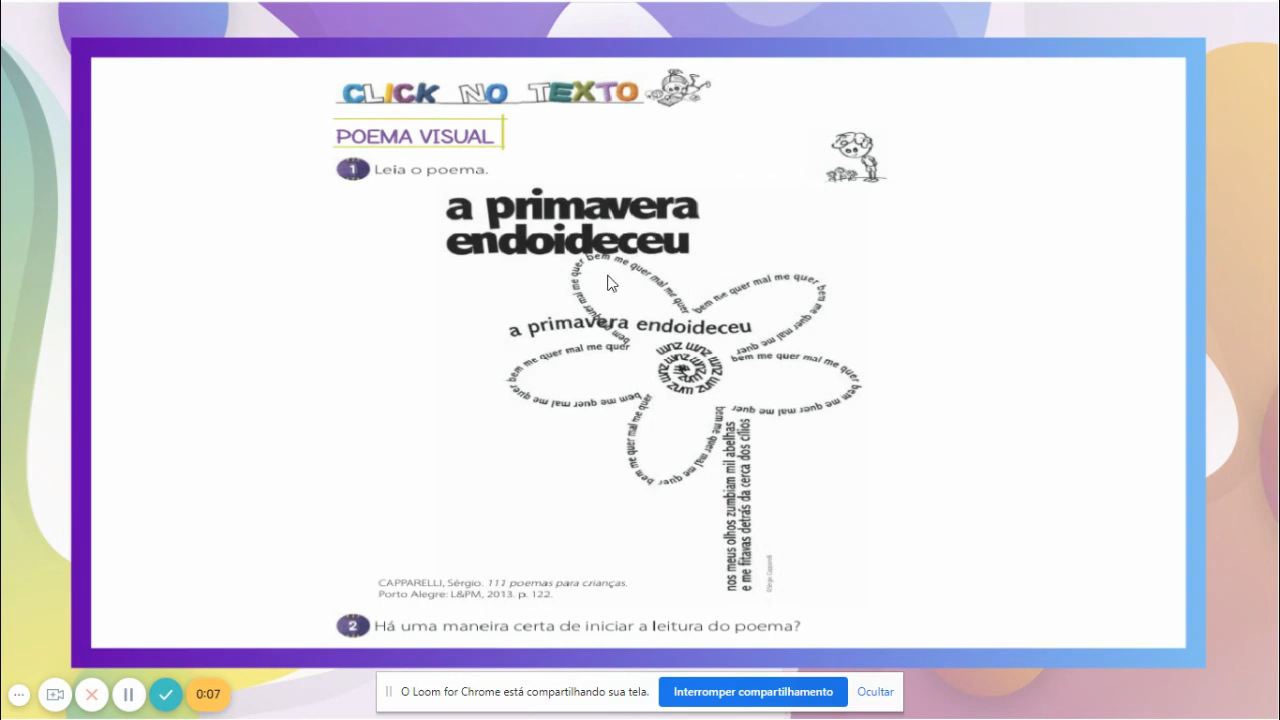 CLICK NO TEXTO
POEMA VISUAL
1 Leia o poema.
a primavera
endoideceu
bem me quer mal me quer bem me quer mal me quer
bem me quer mal me quer bem me quer mal me quer
a primavera endoideceu
bem me quer mal me quer bem me quer mal me quer
zum zum zum zum zum zum zum zum
bem me quer mal me quer bem me quer mal me quer
bem me quer mal me quer bem me quer mal me quer
nos meus olhos zumbiam mil abelhas
e me fitavas detrás da cerca dos cílios
©Sérgio Capparelli
CAPPARELLI, Sérgio. 111 poemas para crianças.
Porto Alegre: L&PM, 2013. p. 122.
2 Há uma maneira certa de iniciar a leitura do poema?
0:07
O Loom for Chrome está compartilhando sua tela.
Interromper compartilhamento
Ocultar